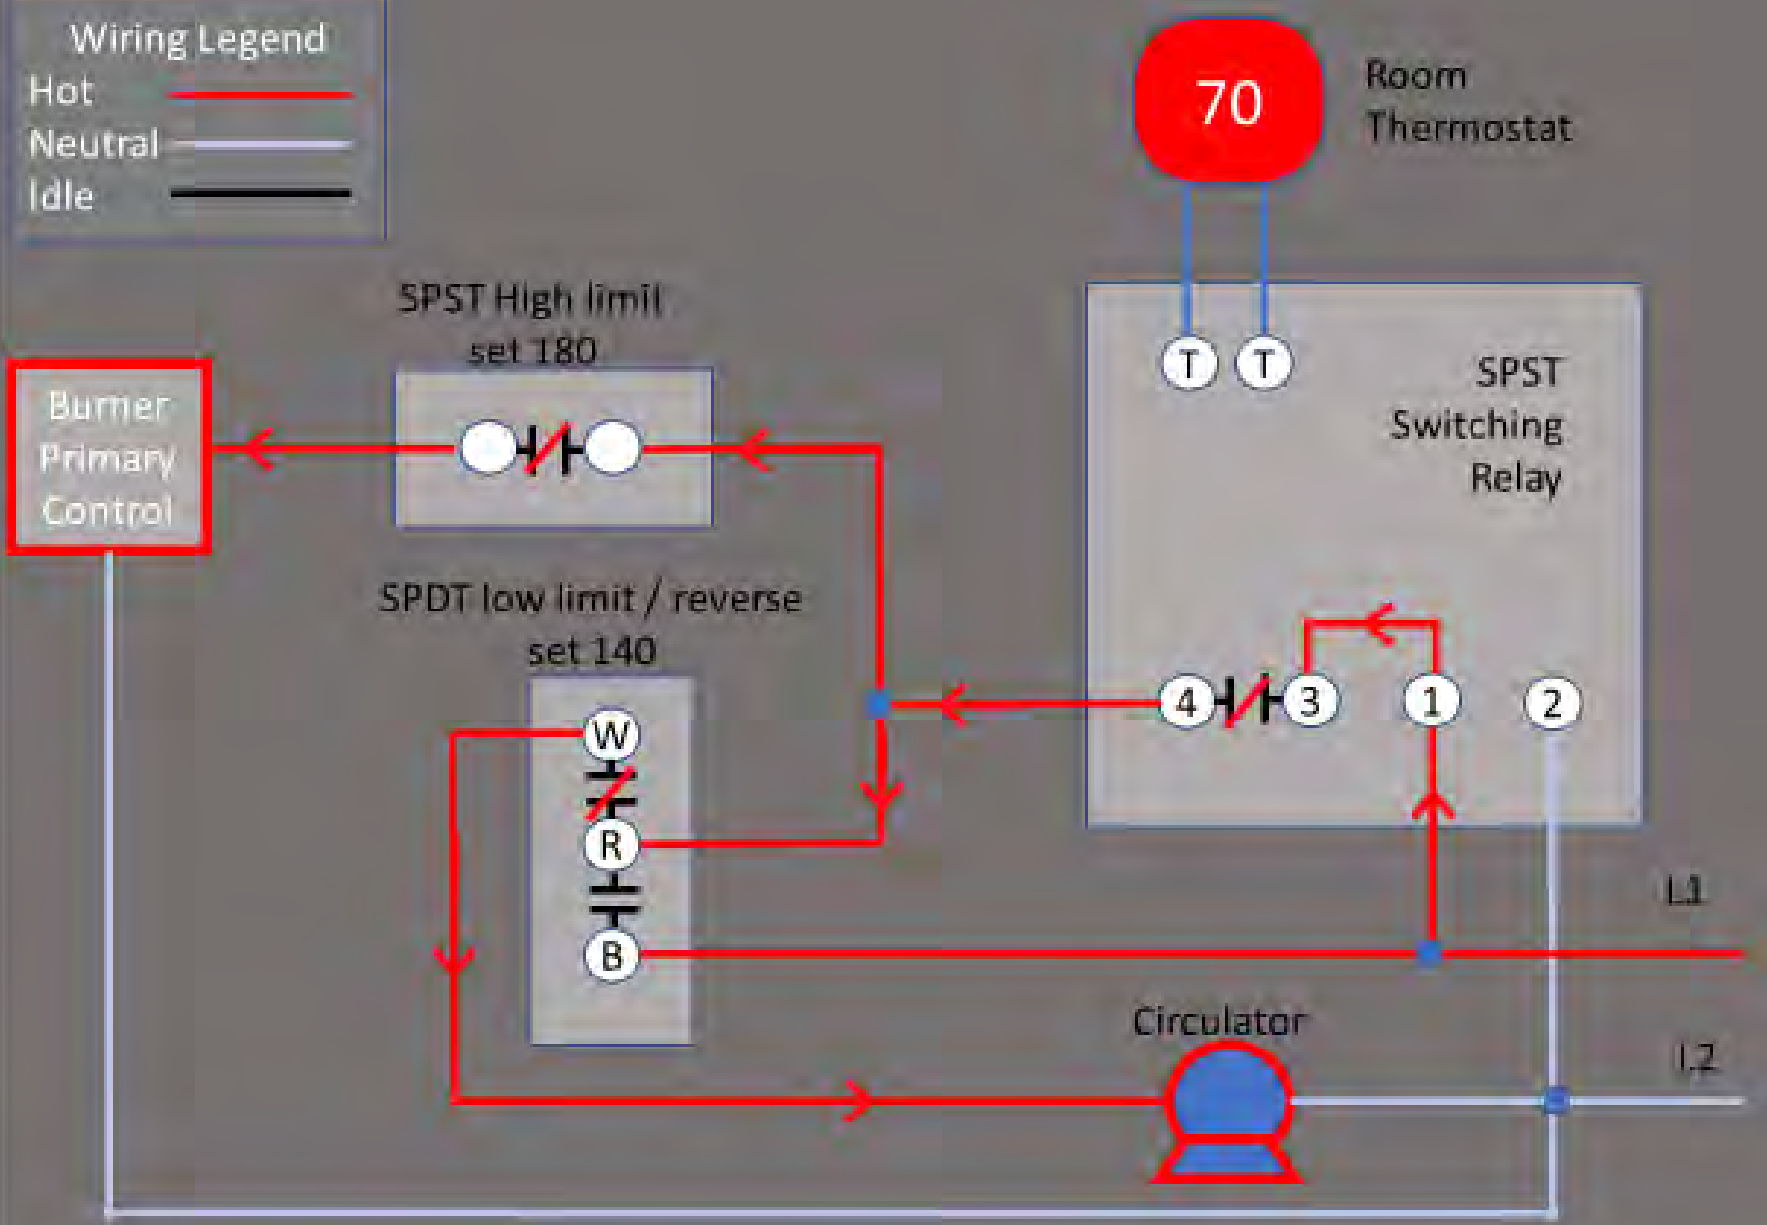 Wiring Legend
Hot
Neutral
Idle
70
Room
Thermostat
SPST High limit
set 180
T T
SPST
Switching
Relay
Burner
Primary
Control
SPDT low limit / reverse
set 140
4 3 1 2
W
R
B
L1
Circulator
L2